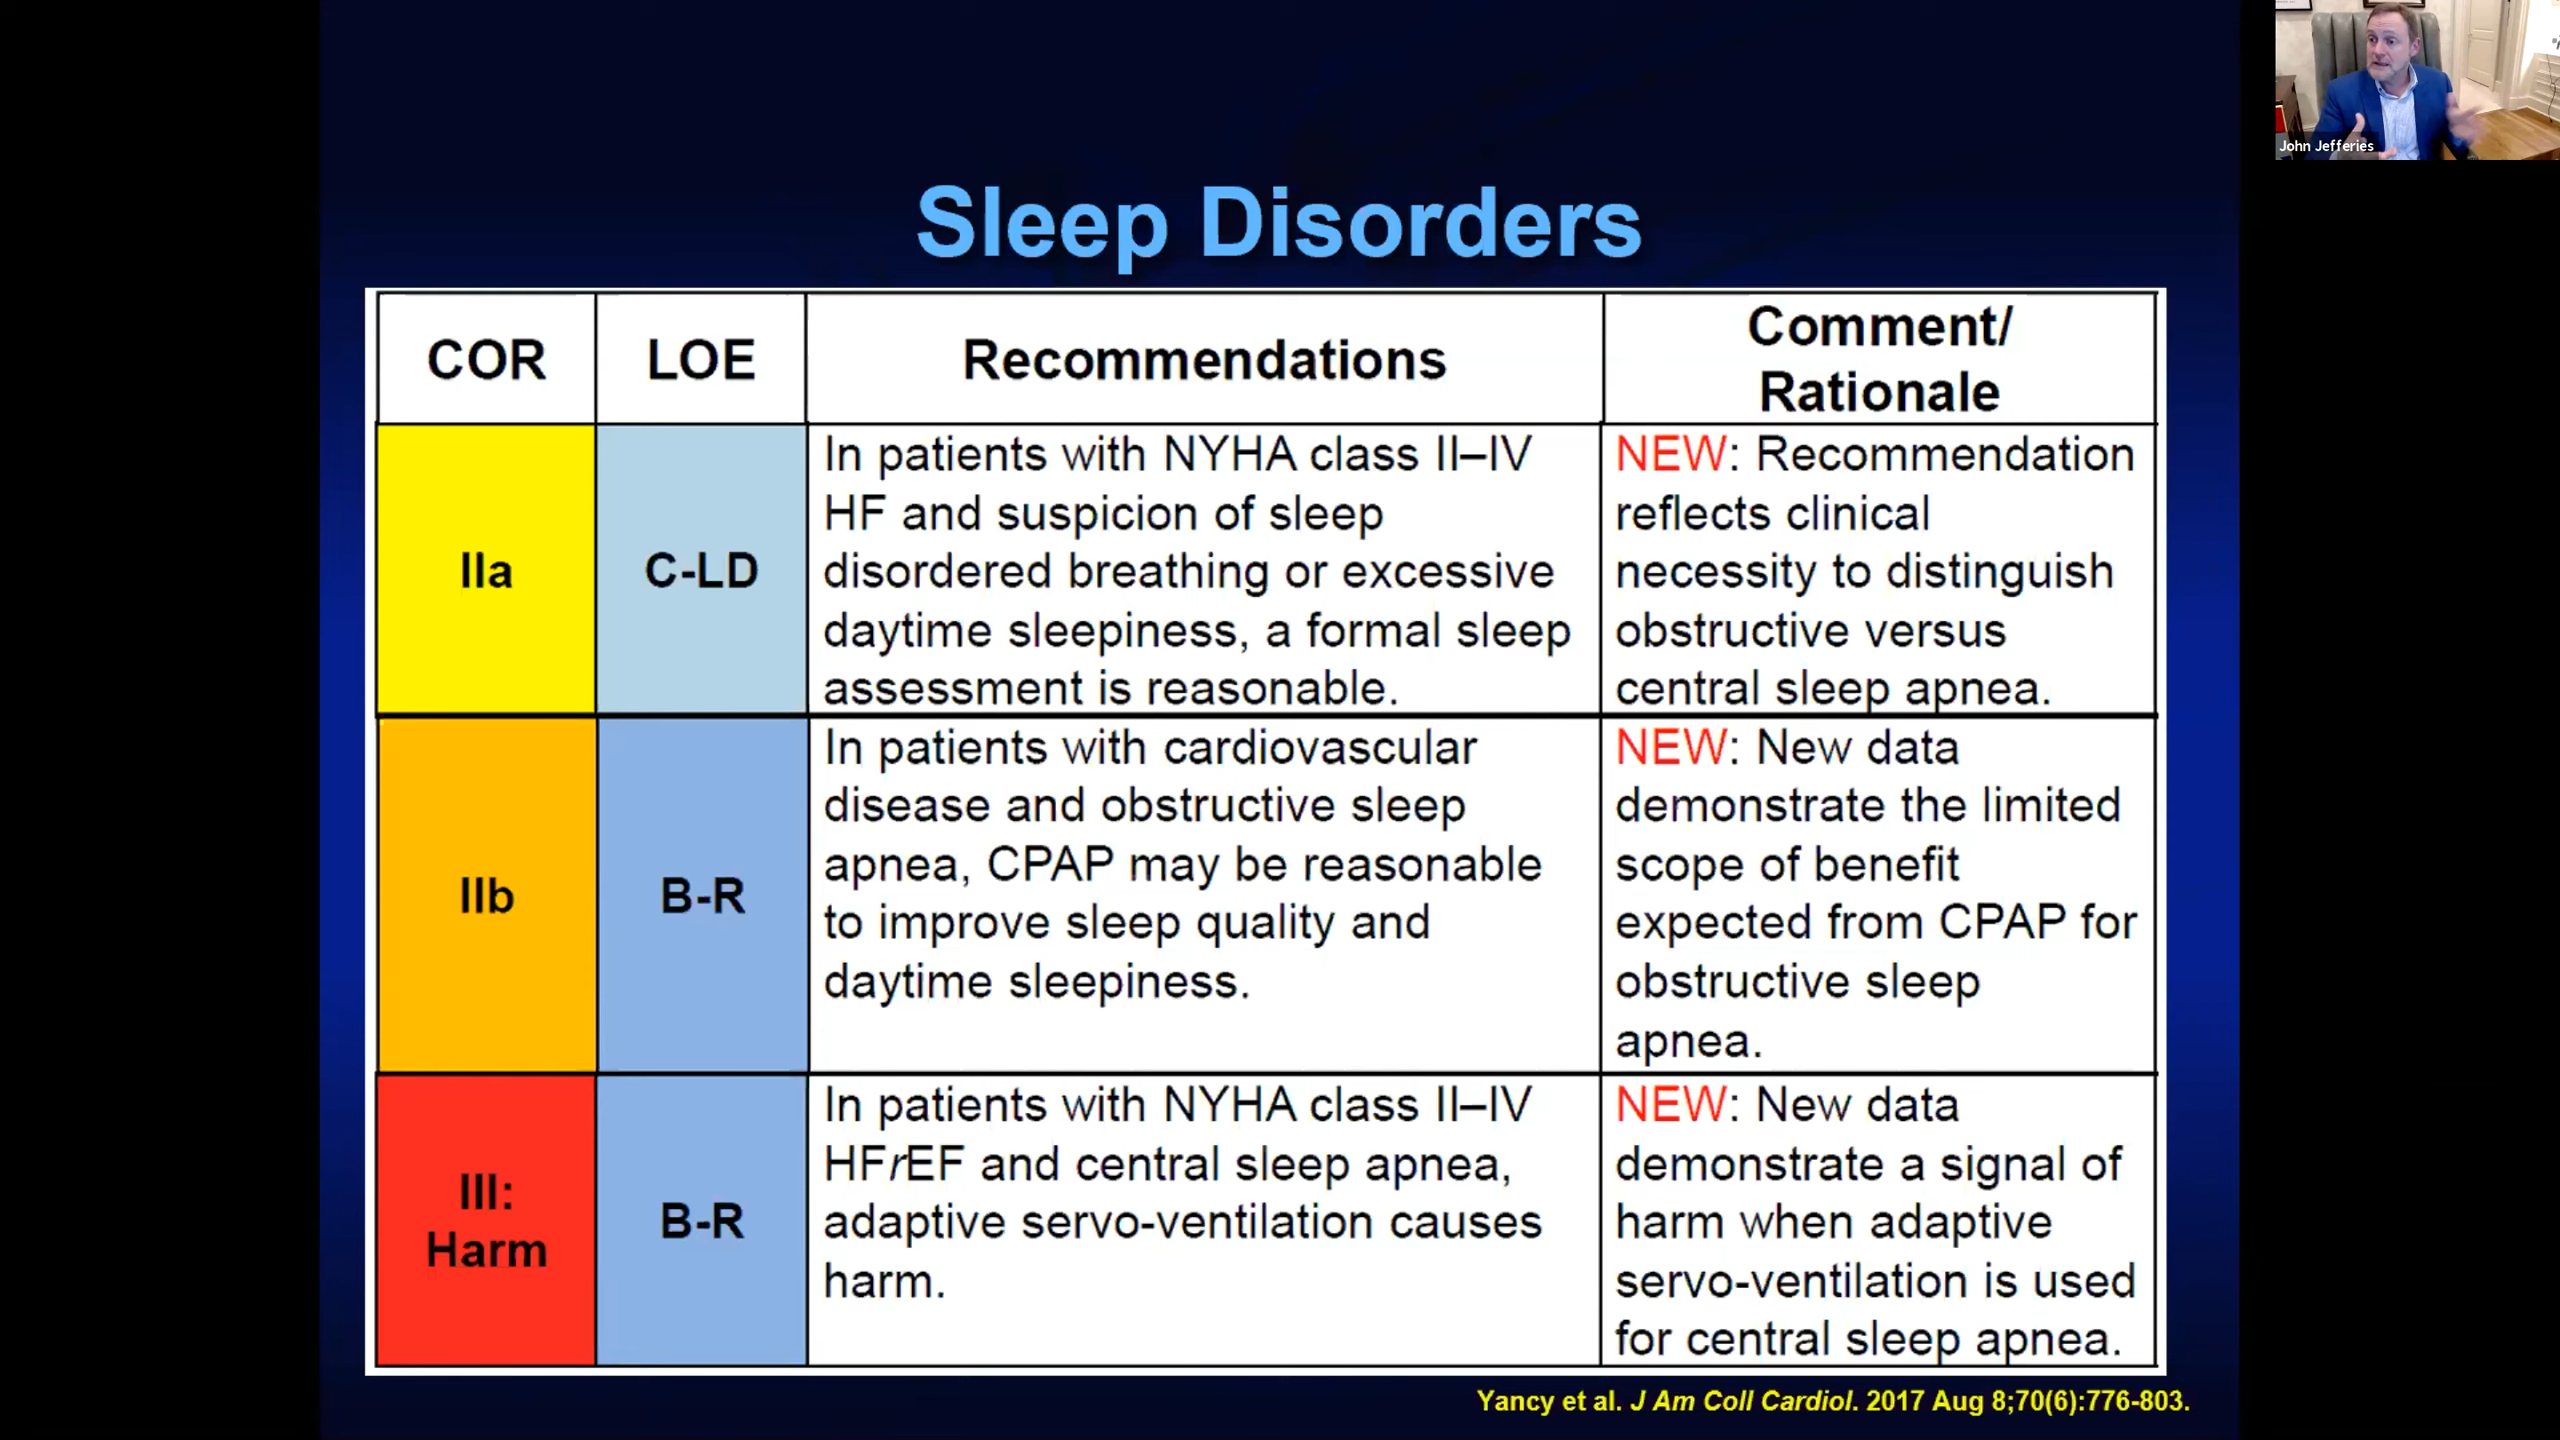 John Jefferies
Sleep Disorders
COR
LOE
Recommendations
Comment/
Rationale
IIa
C-LD
In patients with NYHA class II–IV
HF and suspicion of sleep
disordered breathing or excessive
daytime sleepiness, a formal sleep
assessment is reasonable.
NEW: Recommendation
reflects clinical
necessity to distinguish
obstructive versus
central sleep apnea.
IIb
B-R
In patients with cardiovascular
disease and obstructive sleep
apnea, CPAP may be reasonable
to improve sleep quality and
daytime sleepiness.
NEW: New data
demonstrate the limited
scope of benefit
expected from CPAP for
obstructive sleep
apnea.
III:
Harm
B-R
In patients with NYHA class II–IV
HFrEF and central sleep apnea,
adaptive servo-ventilation causes
harm.
NEW: New data
demonstrate a signal of
harm when adaptive
servo-ventilation is used
for central sleep apnea.
Yancy et al. J Am Coll Cardiol. 2017 Aug 8;70(6):776-803.